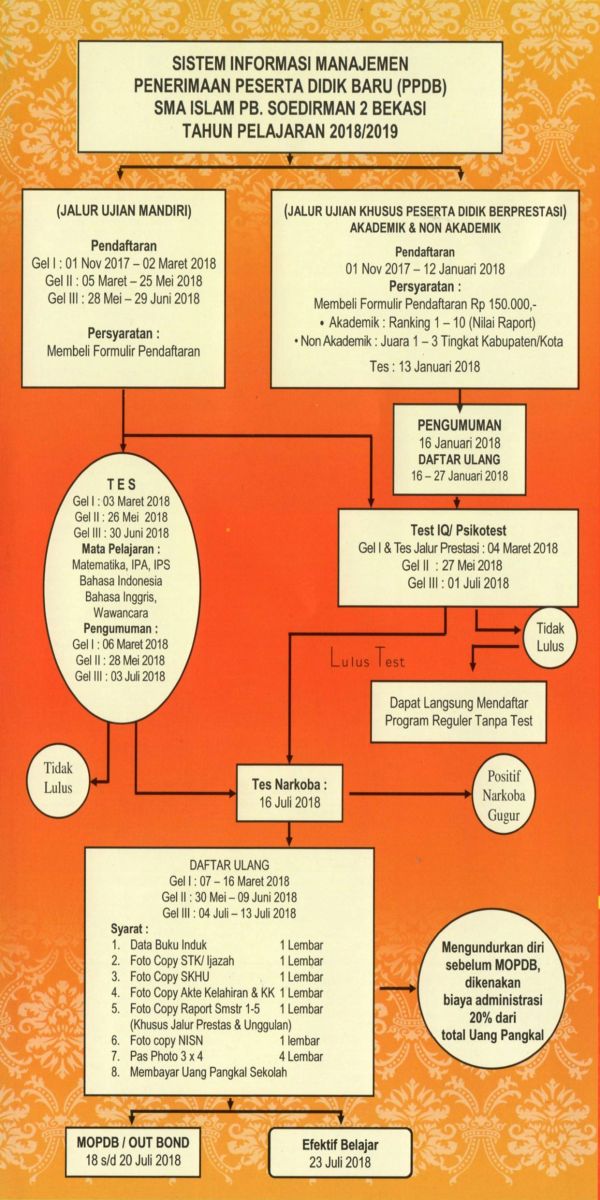 SISTEM INFORMASI MANAJEMEN
PENERIMAAN PESERTA DIDIK BARU (PPDB)
SMA ISLAM PB. SOEDIRMAN 2 BEKASI
TAHUN PELAJARAN 2018/2019
(JALUR UJIAN MANDIRI)
Pendaftaran
Gel I : 01 Nov 2017 – 02 Maret 2018
Gel II : 05 Maret – 25 Mei 2018
Gel III : 28 Mei – 29 Juni 2018
Persyaratan :
Membeli Formulir Pendaftaran
(JALUR UJIAN KHUSUS PESERTA DIDIK BERPRESTASI)
AKADEMIK & NON AKADEMIK
Pendaftaran
01 Nov 2017 – 12 Januari 2018
Persyaratan :
Membeli Formulir Pendaftaran Rp 150.000,-
• Akademik : Ranking 1 – 10 (Nilai Raport)
• Non Akademik : Juara 1 – 3 Tingkat Kabupaten/Kota
Tes : 13 Januari 2018
PENGUMUMAN
16 Januari 2018
DAFTAR ULANG
16 – 27 Januari 2018
T E S
Gel I : 03 Maret 2018
Gel II : 26 Mei 2018
Gel III : 30 Juni 2018
Mata Pelajaran :
Matematika, IPA, IPS
Bahasa Indonesia
Bahasa Inggris,
Wawancara
Pengumuman :
Gel I : 06 Maret 2018
Gel II : 28 Mei 2018
Gel III : 03 Juli 2018
Test IQ/ Psikotest
Gel I & Tes Jalur Prestasi : 04 Maret 2018
Gel II : 27 Mei 2018
Gel III : 01 Juli 2018
Tidak
Lulus
Lulus Test
Dapat Langsung Mendaftar
Program Reguler Tanpa Test
Tidak
Lulus
Tes Narkoba :
16 Juli 2018
Positif
Narkoba
Gugur
DAFTAR ULANG
Gel I : 07 – 16 Maret 2018
Gel II : 30 Mei – 09 Juni 2018
Gel III : 04 Juli – 13 Juli 2018
Syarat :
1. Data Buku Induk 1 Lembar
2. Foto Copy STK/ Ijazah 1 Lembar
3. Foto Copy SKHU 1 Lembar
4. Foto Copy Akte Kelahiran & KK 1 Lembar
5. Foto Copy Raport Smstr 1-5 1 Lembar
(Khusus Jalur Prestas & Unggulan)
6. Foto copy NISN 1 lembar
7. Pas Photo 3 x 4 4 Lembar
8. Membayar Uang Pangkal Sekolah
Mengundurkan diri
sebelum MOPDB,
dikenakan
biaya administrasi
20% dari
total Uang Pangkal
MOPDB / OUT BOND
18 s/d 20 Juli 2018
Efektif Belajar
23 Juli 2018